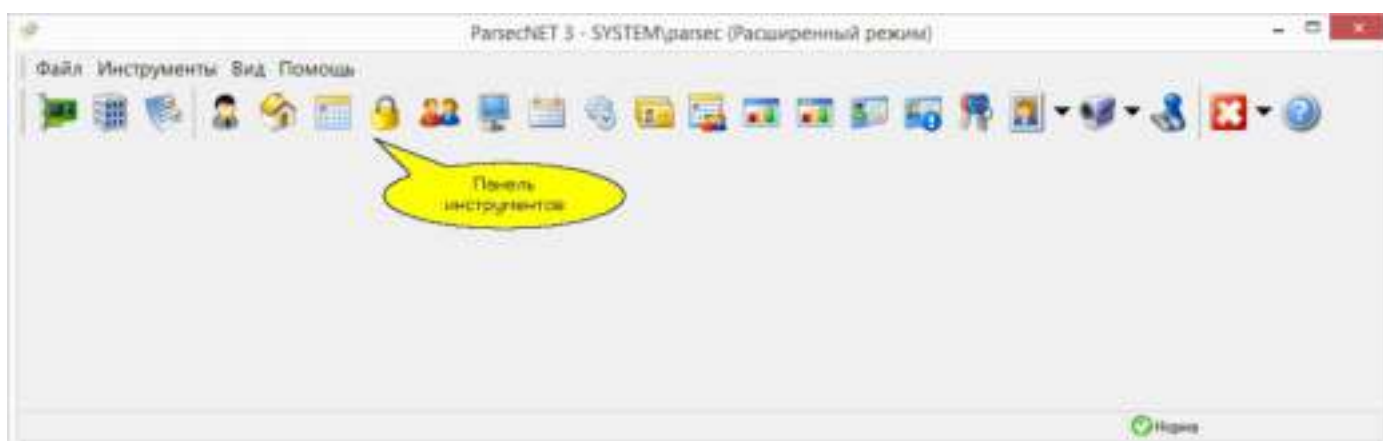 ParsecNET 3 - SYSTEM\parsec (Расширенный режим)
Файл Инструменты Вид Помощь
Панель
инструментов
Норма